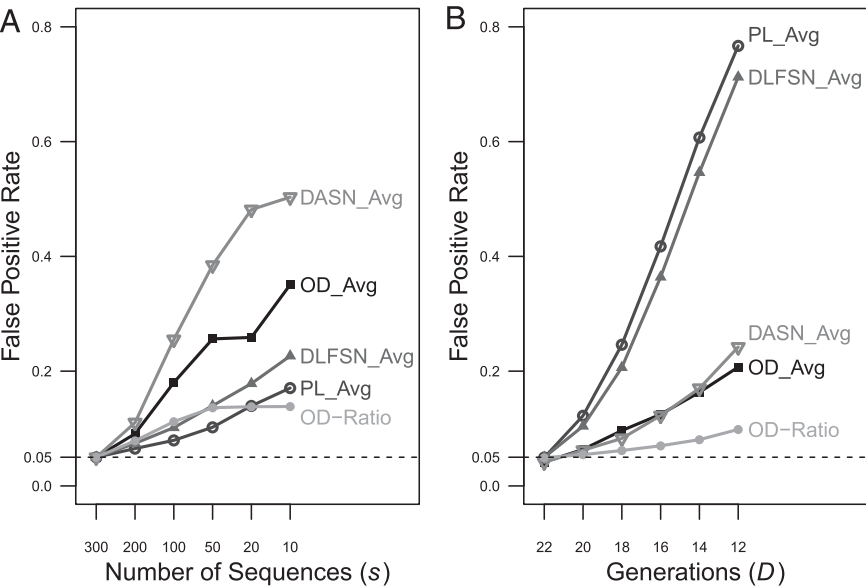 A
False Positive Rate
0.8
0.6
0.4
0.2
0.05
0.0
DASN_Avg
OD_Avg
DLFSN_Avg
PL_Avg
OD−Ratio
300 200 100 50 20 10
Number of Sequences (s)
B
False Positive Rate
0.8
0.6
0.4
0.2
0.05
0.0
PL_Avg
DLFSN_Avg
DASN_Avg
OD_Avg
OD−Ratio
22 20 18 16 14 12
Generations (D)